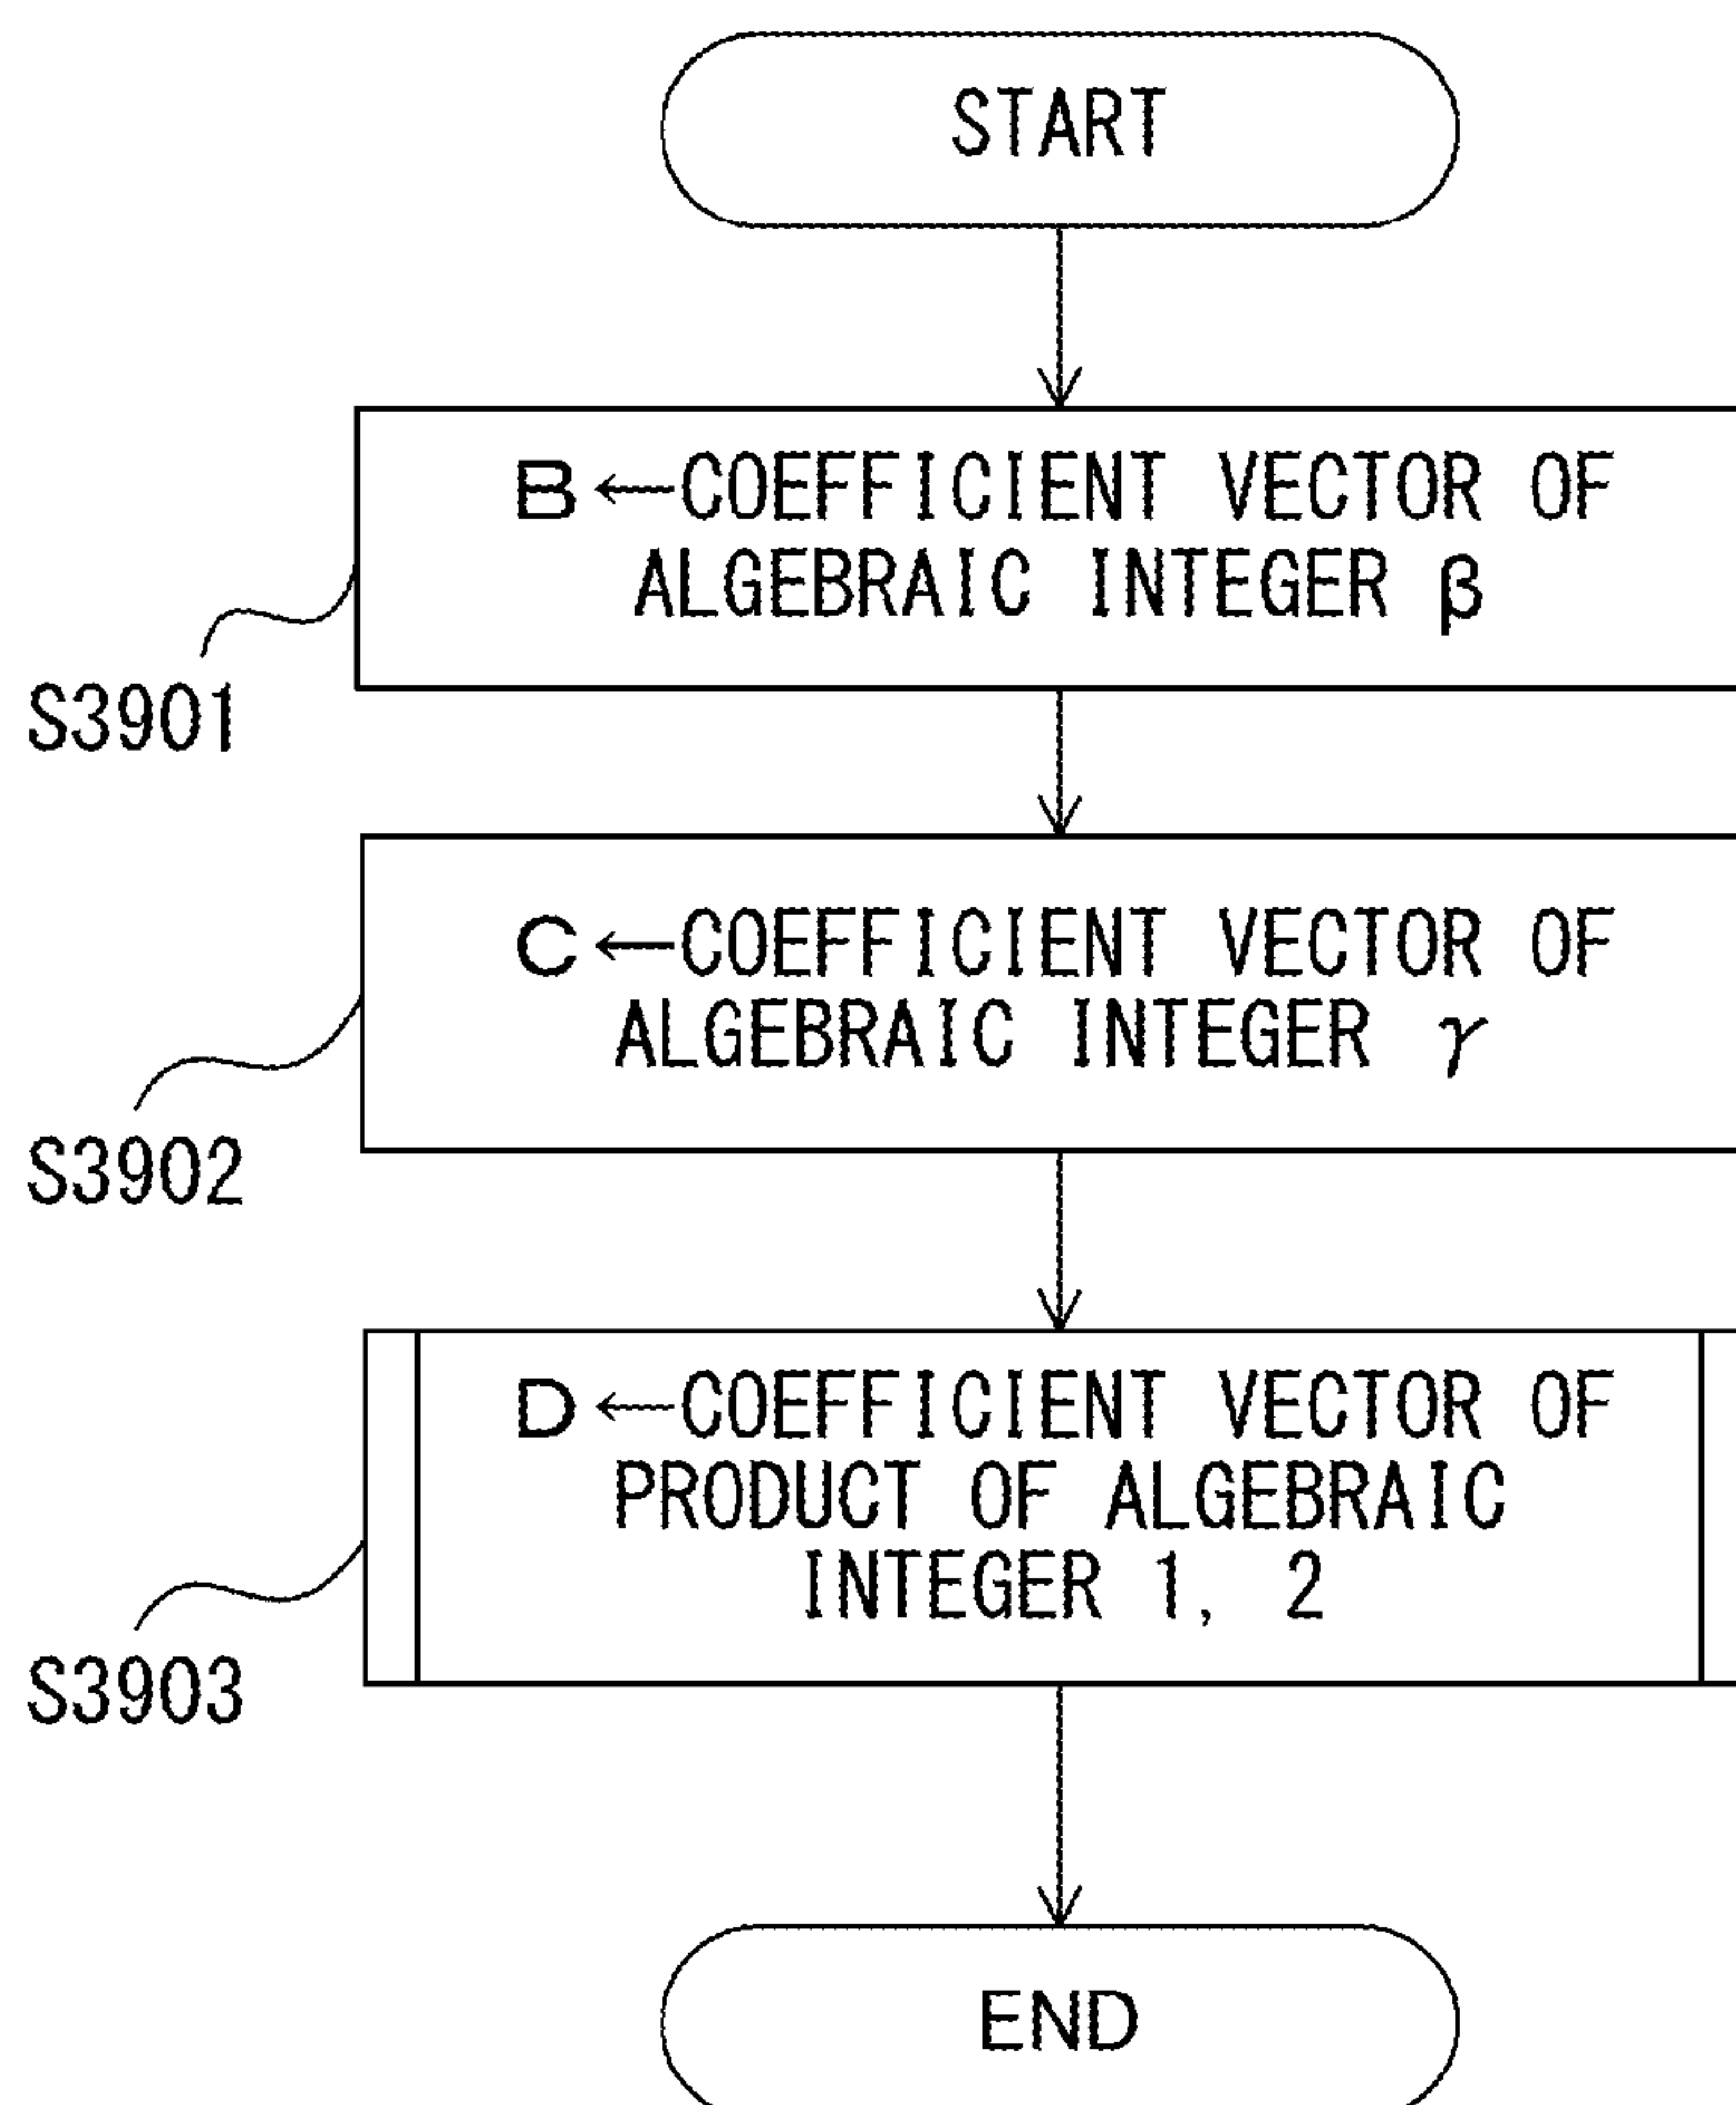 START
B←COEFFICIENT VECTOR OF
ALGEBRAIC INTEGER β
S3901
C←COEFFICIENT VECTOR OF
ALGEBRAIC INTEGER γ
S3902
D←COEFFICIENT VECTOR OF
PRODUCT OF ALGEBRAIC
INTEGER 1, 2
S3903
END